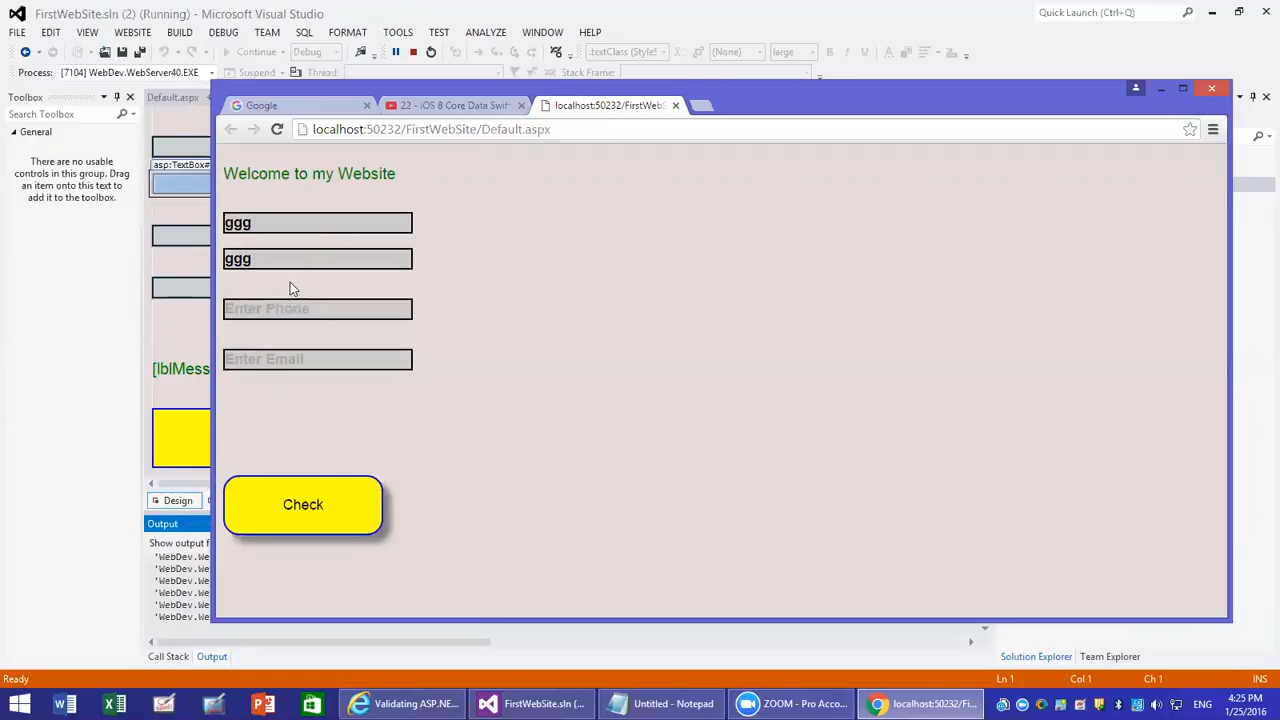 FirstWebSite.sln (2) (Running) - Microsoft Visual Studio
Quick Launch (Ctrl+Q)
FILE EDIT VIEW WEBSITE BUILD DEBUG TEAM SQL FORMAT TOOLS TEST ANALYZE WINDOW HELP
Continue Debug .textClass (Style (None) large
Process: [7104] WebDev.WebServer40.EXE Suspend Thread: Stack Frame:
Toolbox
Default.aspx
Search Toolbox
General
There are no usable
controls in this group. Drag
an item onto this text to
add it to the toolbox.
asp:TextBox#
[lblMess
Design
Output
Show output f
'WebDev.We
'WebDev.We
'WebDev.We
'WebDev.We
'WebDev.We
'WebDev.We
Google
22 - iOS 8 Core Data Swif
localhost:50232/FirstWebS
localhost:50232/FirstWebSite/Default.aspx
Welcome to my Website
ggg
ggg
Enter Phone
Enter Email
Check
Call Stack Output
Solution Explorer Team Explorer
Ready
Ln 1 Col 1 Ch 1 INS
Validating ASP.NE...
FirstWebSite.sln (...
Untitled - Notepad
ZOOM - Pro Acco...
localhost:50232/Fi...
ENG
4:25 PM
1/25/2016